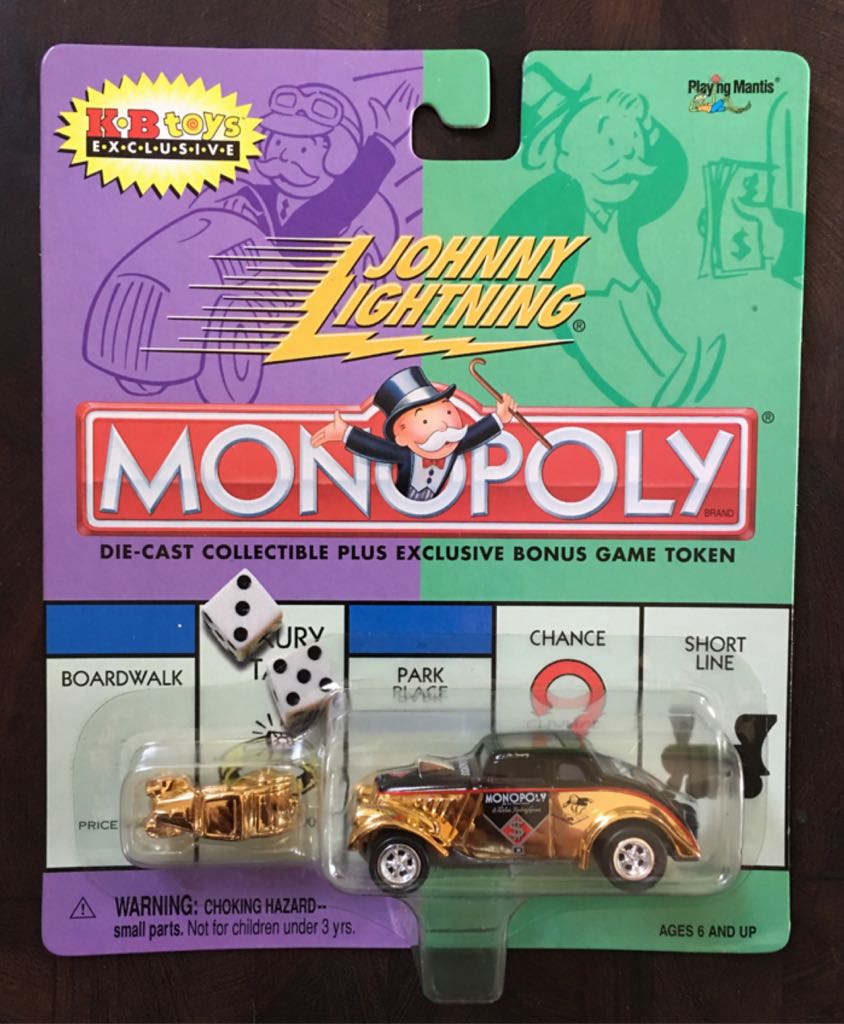 K·B toys
E·X·C·L·U·S·I·V·E
Playing Mantis®
JOHNNY
LIGHTNING®
MONOPOLY®
BRAND
DIE-CAST COLLECTIBLE PLUS EXCLUSIVE BONUS GAME TOKEN
BOARDWALK
PARK
PLACE
CHANCE
SHORT
LINE
PRICE
MONOPOLY
WARNING: CHOKING HAZARD--
small parts. Not for children under 3 yrs.
AGES 6 AND UP